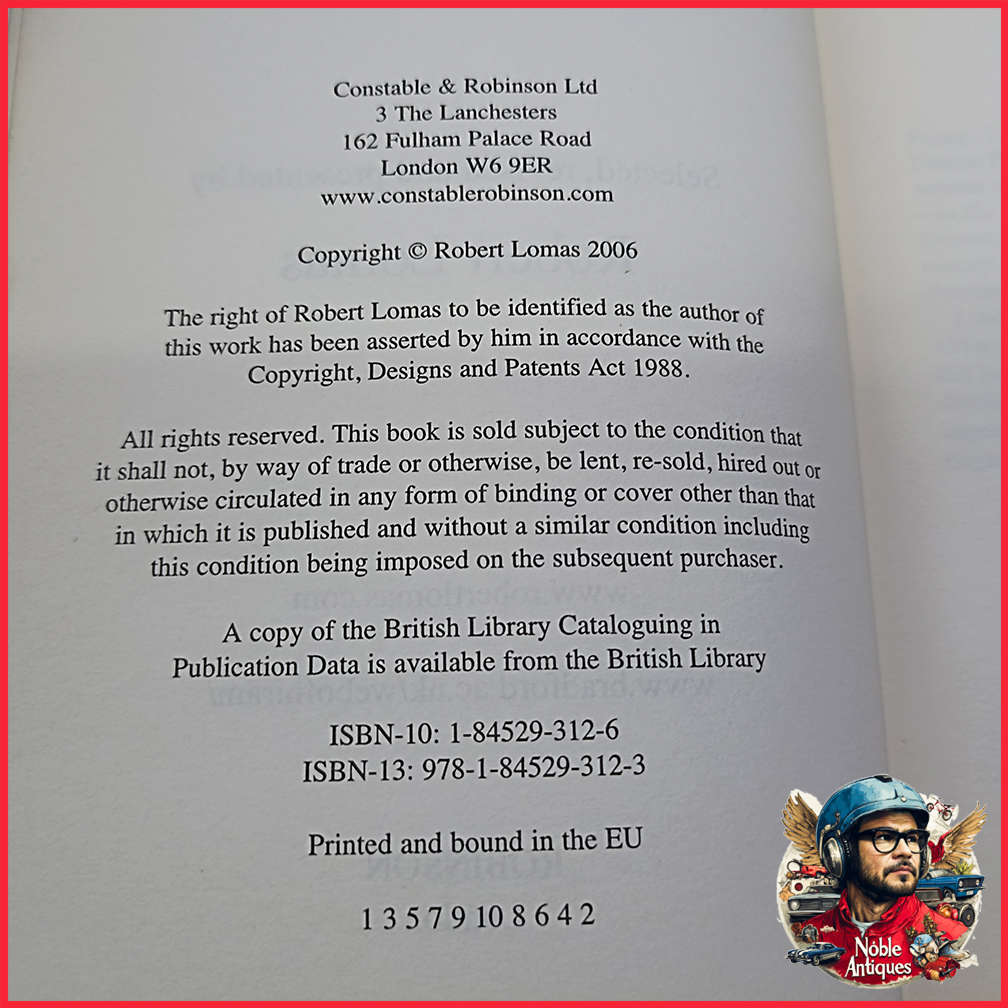 Constable & Robinson Ltd
3 The Lanchesters
162 Fulham Palace Road
London W6 9ER
www.constablerobinson.com
Copyright © Robert Lomas 2006
The right of Robert Lomas to be identified as the author of
this work has been asserted by him in accordance with the
Copyright, Designs and Patents Act 1988.
All rights reserved. This book is sold subject to the condition that
it shall not, by way of trade or otherwise, be lent, re-sold, hired out or
otherwise circulated in any form of binding or cover other than that
in which it is published and without a similar condition including
this condition being imposed on the subsequent purchaser.
A copy of the British Library Cataloguing in
Publication Data is available from the British Library
ISBN-10: 1-84529-312-6
ISBN-13: 978-1-84529-312-3
Printed and bound in the EU
1 3 5 7 9 10 8 6 4 2
Noble
Antiques